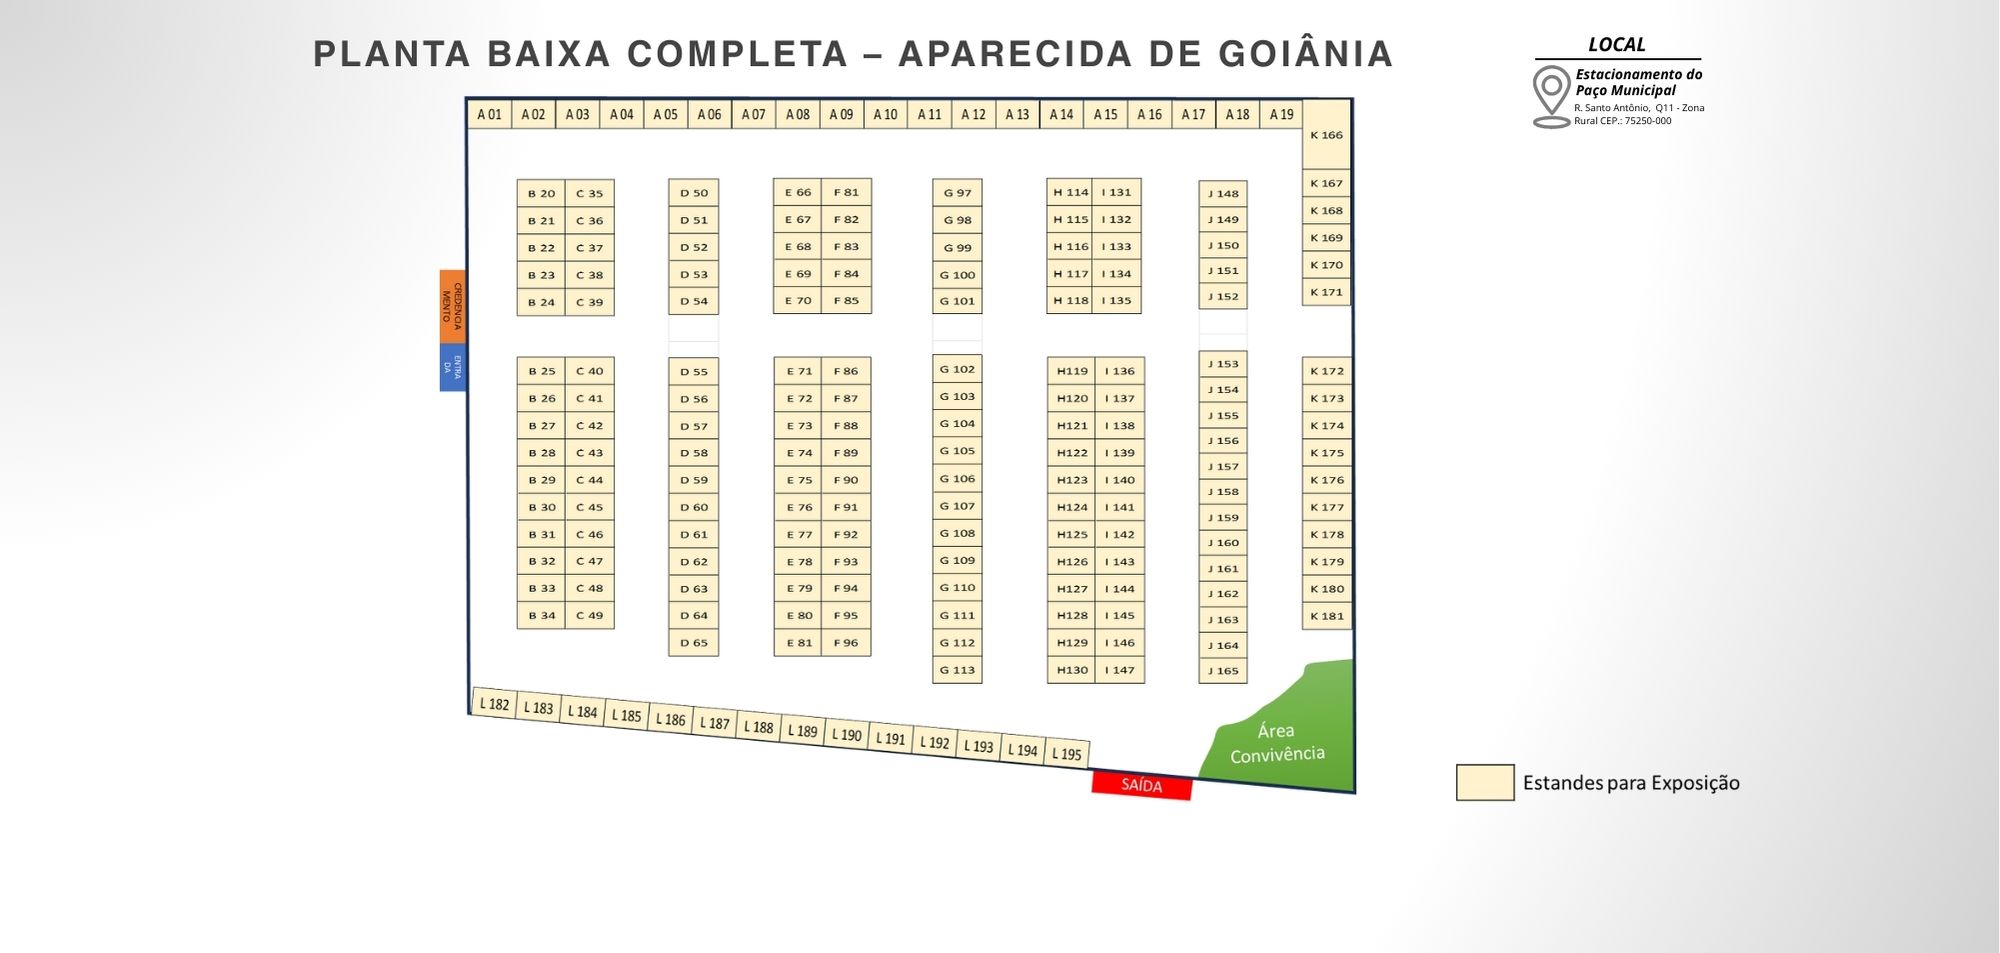 PLANTA BAIXA COMPLETA – APARECIDA DE GOIÂNIA
LOCAL
Estacionamento do
Paço Municipal
R. Santo Antônio, Q11 - Zona
Rural CEP.: 75250-000
A 01 A 02 A 03 A 04 A 05 A 06 A 07 A 08 A 09 A 10 A 11 A 12 A 13 A 14 A 15 A 16 A 17 A 18 A 19
K 166
K 167
K 168
K 169
K 170
K 171
B 20 C 35 D 50 E 66 F 81 G 97 H 114 I 131 J 148
B 21 C 36 D 51 E 67 F 82 G 98 H 115 I 132 J 149
B 22 C 37 D 52 E 68 F 83 G 99 H 116 I 133 J 150
B 23 C 38 D 53 E 69 F 84 G 100 H 117 I 134 J 151
B 24 C 39 D 54 E 70 F 85 G 101 H 118 I 135 J 152
CREDENCIA
MENTO
ENTRA
DA
B 25 C 40 D 55 E 71 F 86 G 102 H119 I 136 J 153 K 172
B 26 C 41 D 56 E 72 F 87 G 103 H120 I 137 J 154 K 173
B 27 C 42 D 57 E 73 F 88 G 104 H121 I 138 J 155 K 174
B 28 C 43 D 58 E 74 F 89 G 105 H122 I 139 J 156 K 175
B 29 C 44 D 59 E 75 F 90 G 106 H123 I 140 J 157 K 176
B 30 C 45 D 60 E 76 F 91 G 107 H124 I 141 J 158 K 177
B 31 C 46 D 61 E 77 F 92 G 108 H125 I 142 J 159 K 178
B 32 C 47 D 62 E 78 F 93 G 109 H126 I 143 J 160 K 179
B 33 C 48 D 63 E 79 F 94 G 110 H127 I 144 J 161 K 180
B 34 C 49 D 64 E 80 F 95 G 111 H128 I 145 J 162 K 181
D 65 E 81 F 96 G 112 H129 I 146 J 163
G 113 H130 I 147 J 164
J 165
L 182 L 183 L 184 L 185 L 186 L 187 L 188 L 189 L 190 L 191 L 192 L 193 L 194 L 195
Área
Convivência
SAÍDA
Estandes para Exposição